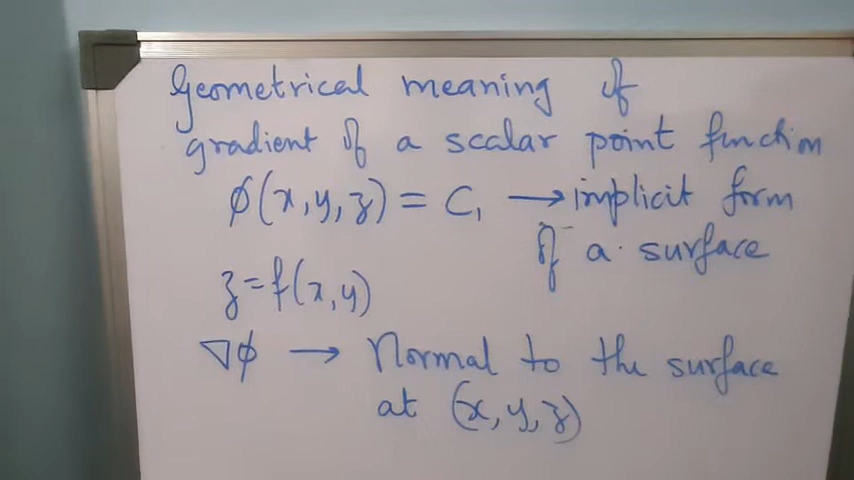 Geometrical meaning of
gradient of a scalar point function
ϕ(x,y,z) = C₁ → implicit form
of a surface
z=f(x,y)
∇ϕ → Normal to the surface
at (x,y,z)